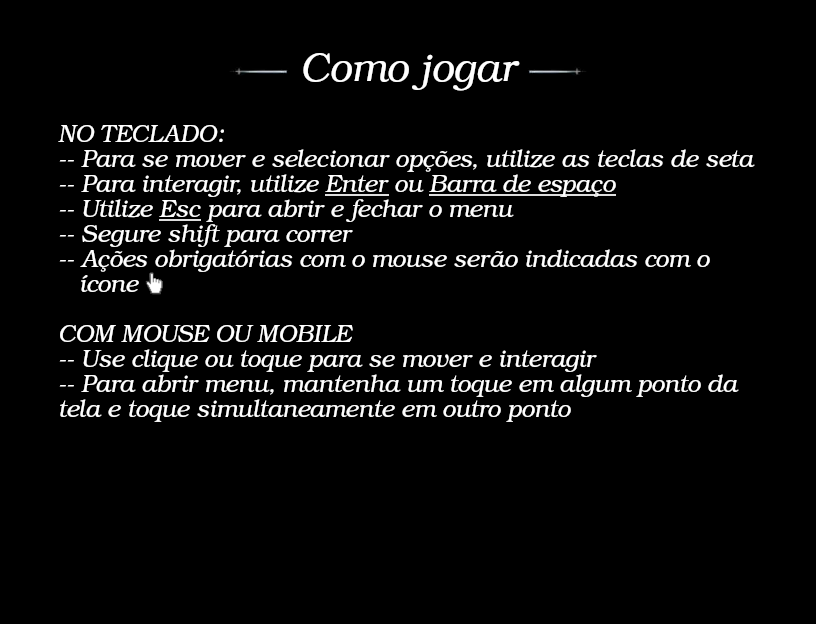 Como jogar
NO TECLADO:
-- Para se mover e selecionar opções, utilize as teclas de seta
-- Para interagir, utilize Enter ou Barra de espaço
-- Utilize Esc para abrir e fechar o menu
-- Segure shift para correr
-- Ações obrigatórias com o mouse serão indicadas com o
ícone
COM MOUSE OU MOBILE
-- Use clique ou toque para se mover e interagir
-- Para abrir menu, mantenha um toque em algum ponto da
tela e toque simultaneamente em outro ponto